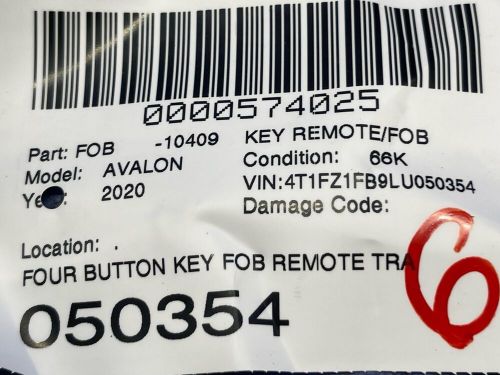 0000574025
Part: FOB -10409 KEY REMOTE/FOB
Model: AVALON Condition: 66K
2020 VIN:4T1FZ1FB9LU050354
Damage Code:
Location: .
FOUR BUTTON KEY FOB REMOTE TRA
050354
6